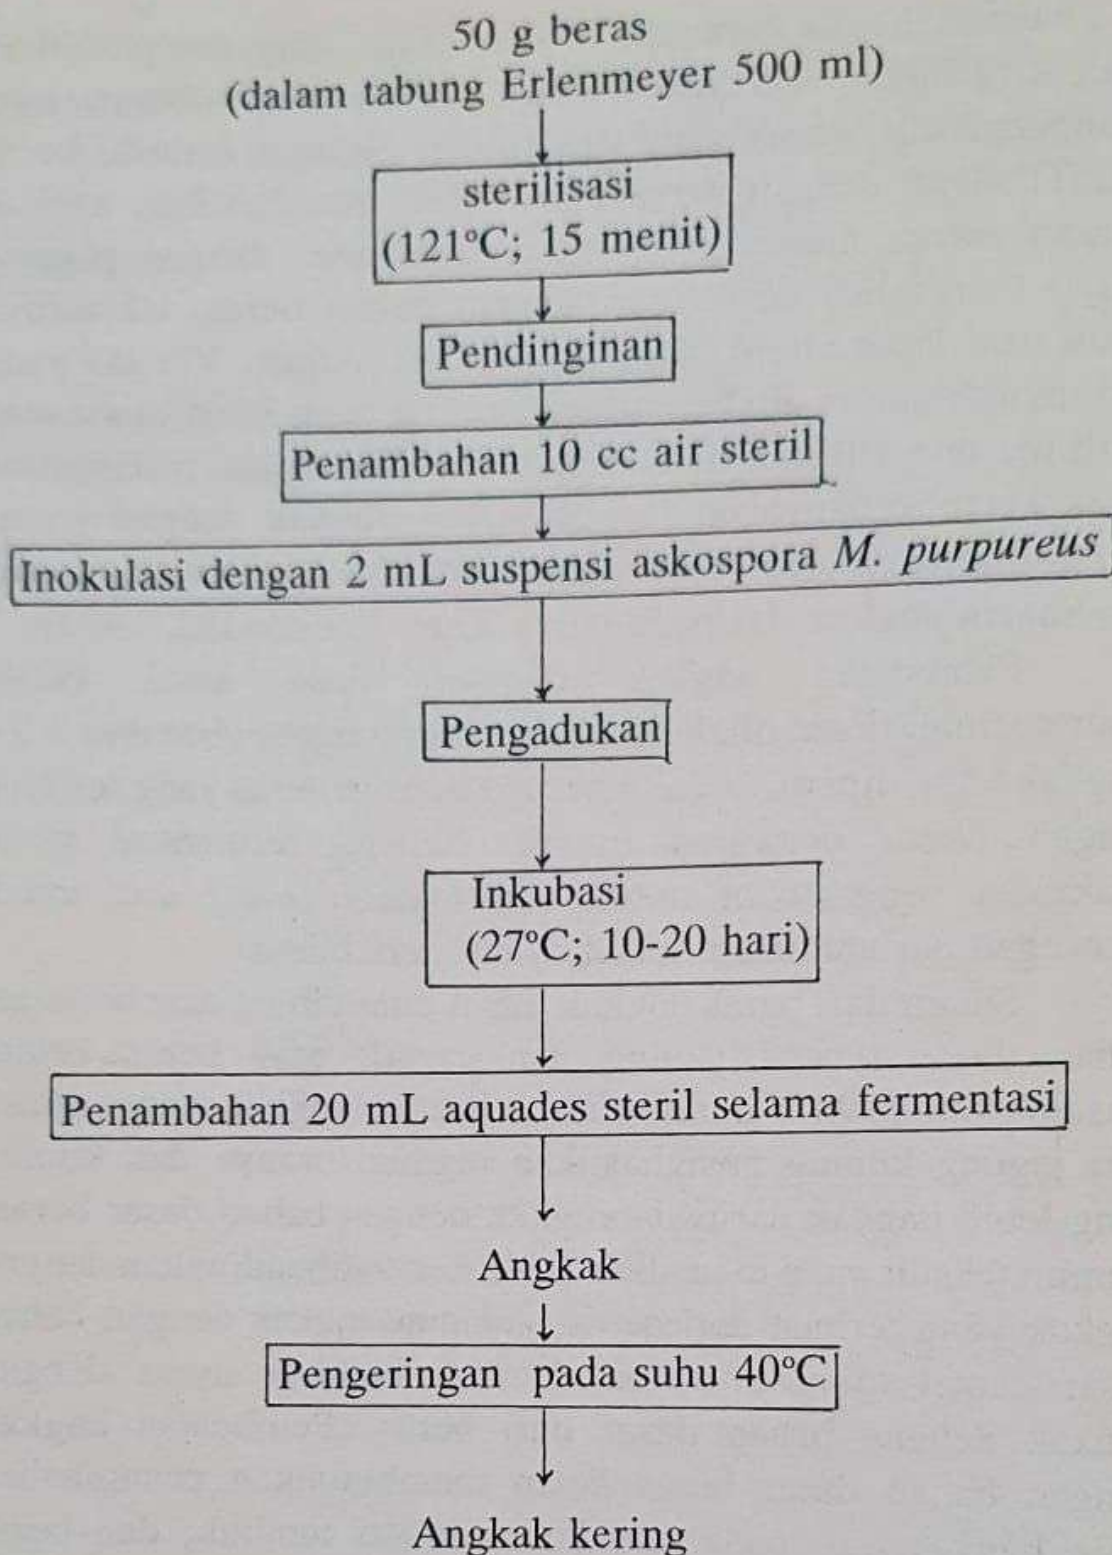 50 g beras
(dalam tabung Erlenmeyer 500 ml)
sterilisasi
(121°C; 15 menit)
Pendinginan
Penambahan 10 cc air steril
Inokulasi dengan 2 mL suspensi askospora M. purpureus
Pengadukan
Inkubasi
(27°C; 10-20 hari)
Penambahan 20 mL aquades steril selama fermentasi
Angkak
Pengeringan pada suhu 40°C
Angkak kering